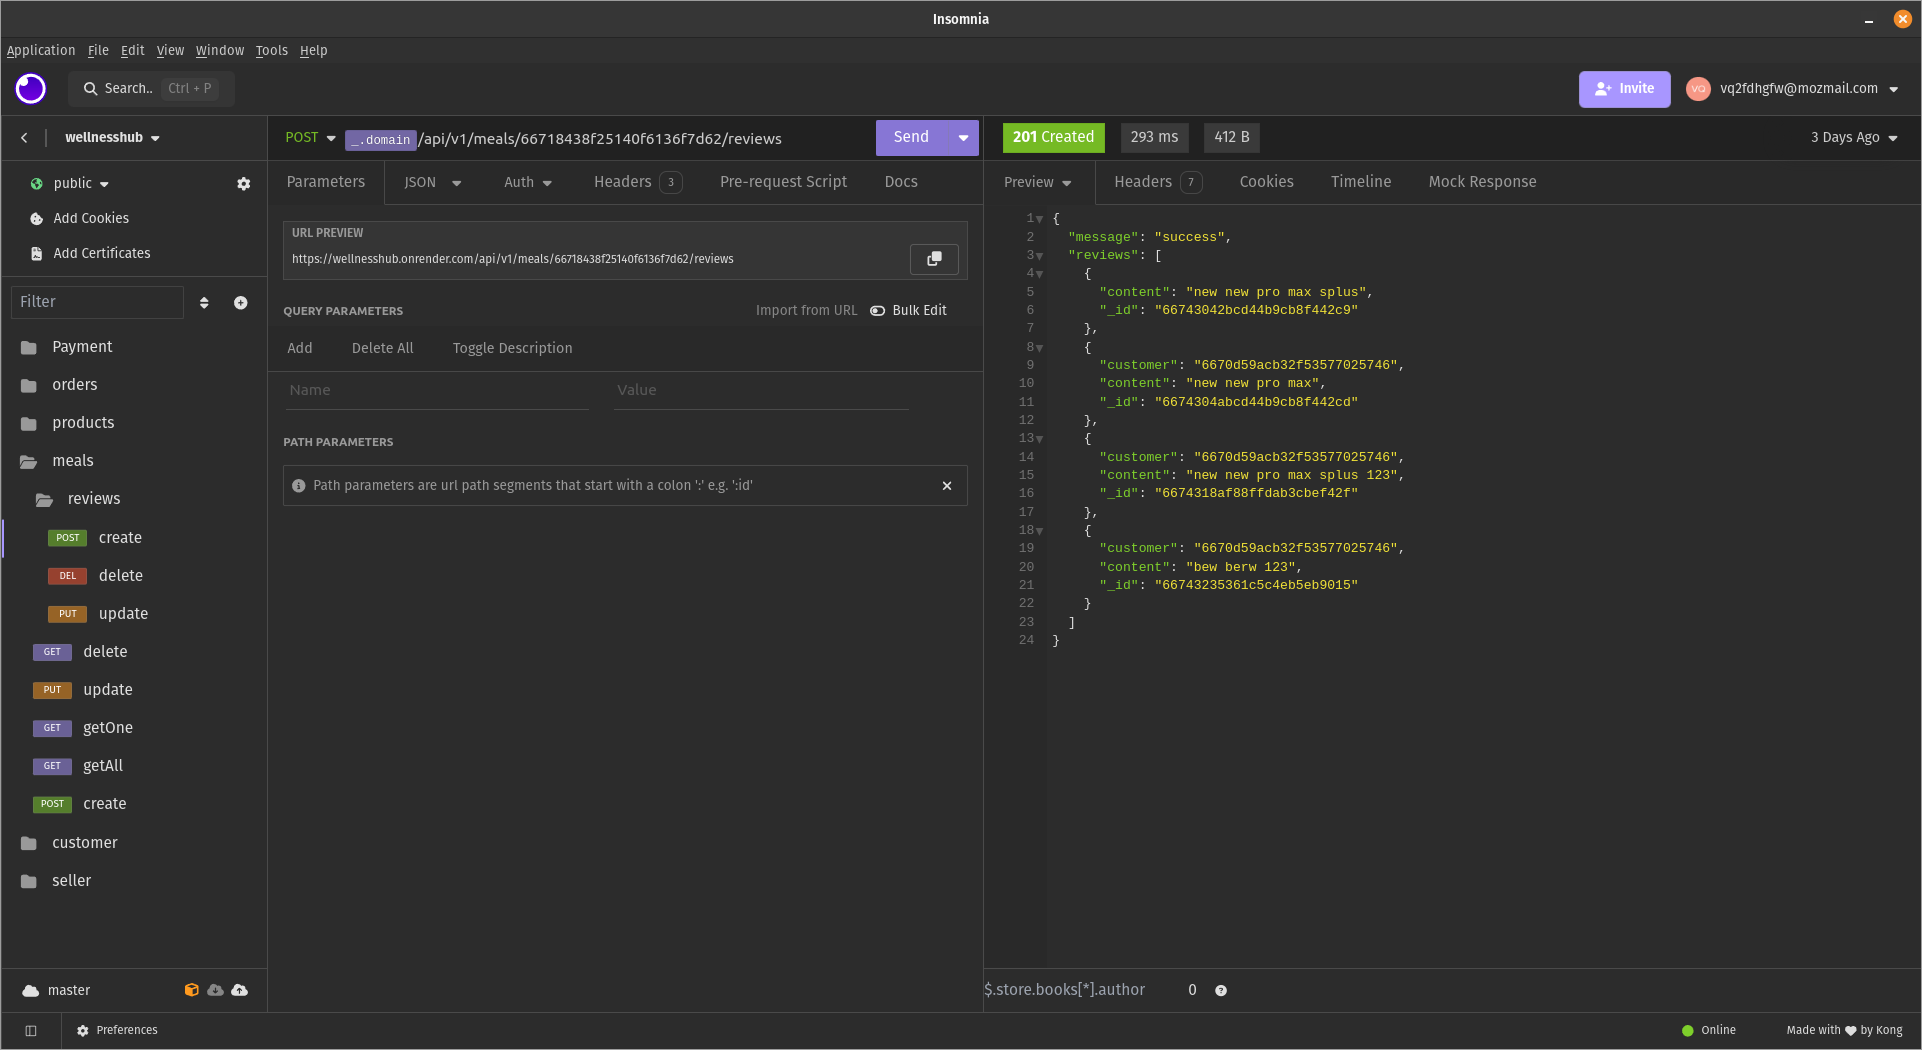 Insomnia
Application File Edit View Window Tools Help
Search.. Ctrl + P
Invite
VQ vq2fdhgfw@mozmail.com
wellnesshub
public
Add Cookies
Add Certificates
Filter
Payment
orders
products
meals
reviews
POST create
DEL delete
PUT update
GET delete
PUT update
GET getOne
GET getAll
POST create
customer
seller
master
POST _.domain/api/v1/meals/66718438f25140f6136f7d62/reviews
Send
Parameters JSON Auth Headers 3 Pre-request Script Docs
URL PREVIEW
https://wellnesshub.onrender.com/api/v1/meals/66718438f25140f6136f7d62/reviews
QUERY PARAMETERS Import from URL Bulk Edit
Add Delete All Toggle Description
Name Value
PATH PARAMETERS
Path parameters are url path segments that start with a colon ':' e.g. ':id'
201 Created 293 ms 412 B 3 Days Ago
Preview Headers 7 Cookies Timeline Mock Response
1 {
2 "message": "success",
3 "reviews": [
4 {
5 "content": "new new pro max splus",
6 "_id": "66743042bcd44b9cb8f442c9"
7 },
8 {
9 "customer": "6670d59acb32f53577025746",
10 "content": "new new pro max",
11 "_id": "6674304abcd44b9cb8f442cd"
12 },
13 {
14 "customer": "6670d59acb32f53577025746",
15 "content": "new new pro max splus 123",
16 "_id": "6674318af88ffdab3cbef42f"
17 },
18 {
19 "customer": "6670d59acb32f53577025746",
20 "content": "bew berw 123",
21 "_id": "66743235361c5c4eb5eb9015"
22 }
23 ]
24 }
$.store.books[*].author 0
Preferences
Online
Made with by Kong